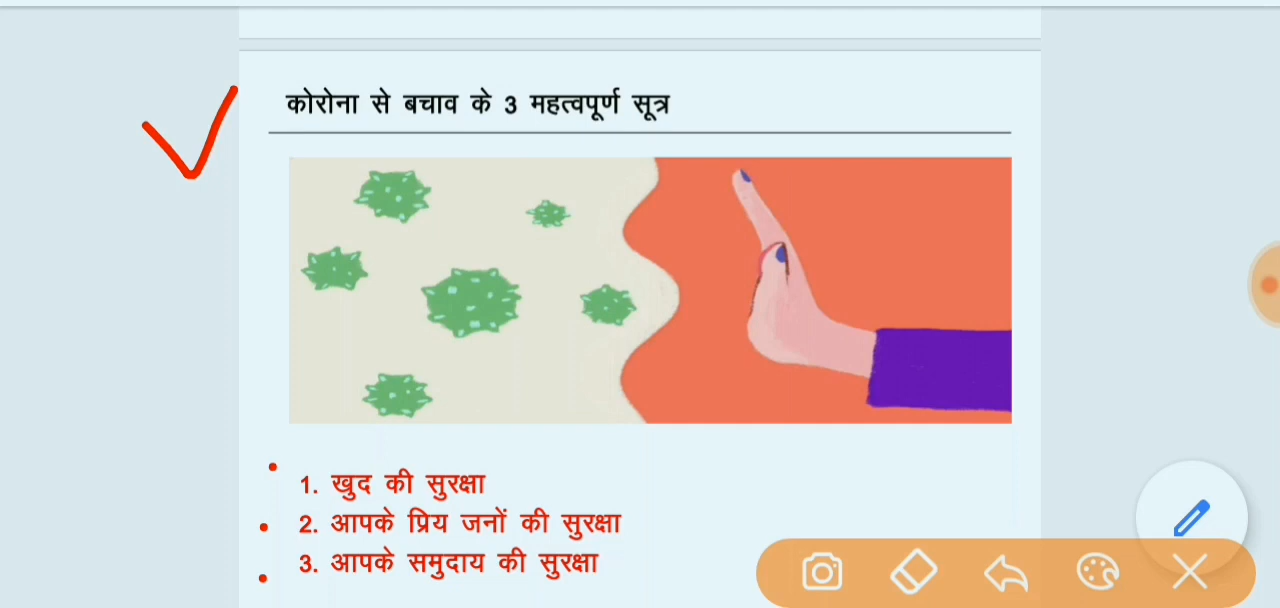 कोरोना से बचाव के 3 महत्वपूर्ण सूत्र
1. खुद की सुरक्षा
2. आपके प्रिय जनों की सुरक्षा
3. आपके समुदाय की सुरक्षा